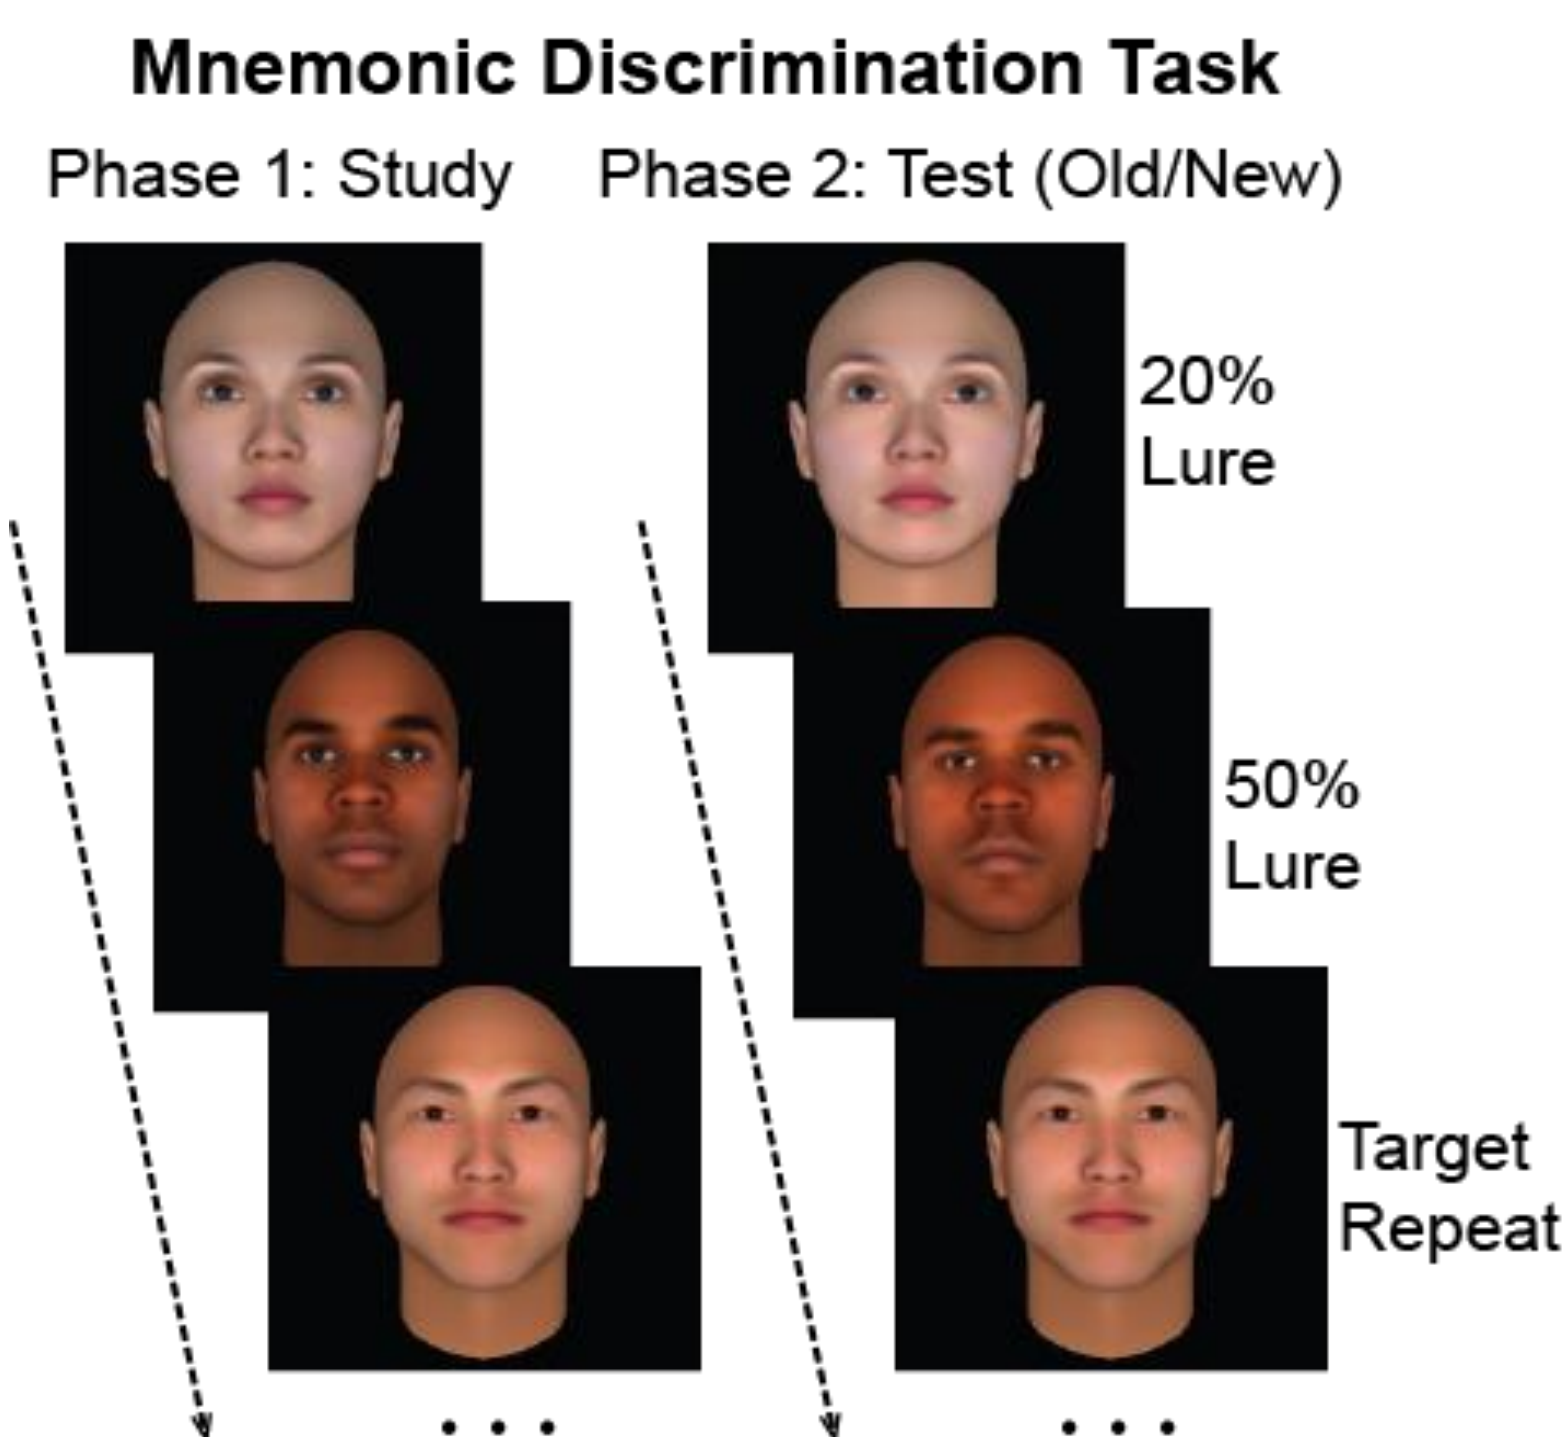 Mnemonic Discrimination Task
Phase 1: Study
Phase 2: Test (Old/New)
20%
Lure
50%
Lure
Target
Repeat
• • •
• • •